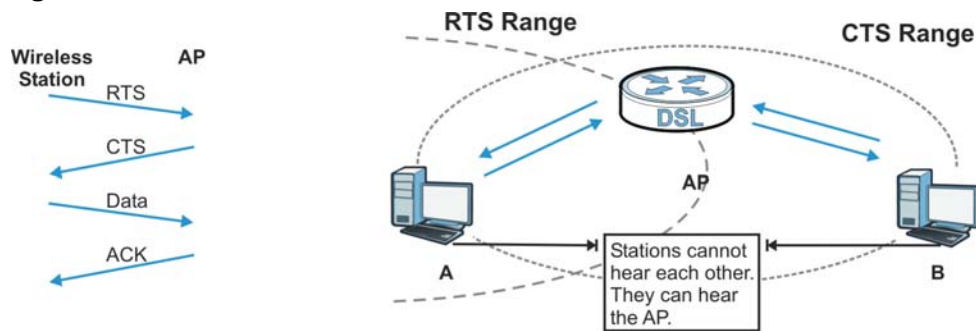 RTS Range
CTS Range
Wireless
Station
AP
RTS
CTS
Data
ACK
DSL
AP
A
B
Stations cannot
hear each other.
They can hear
the AP.